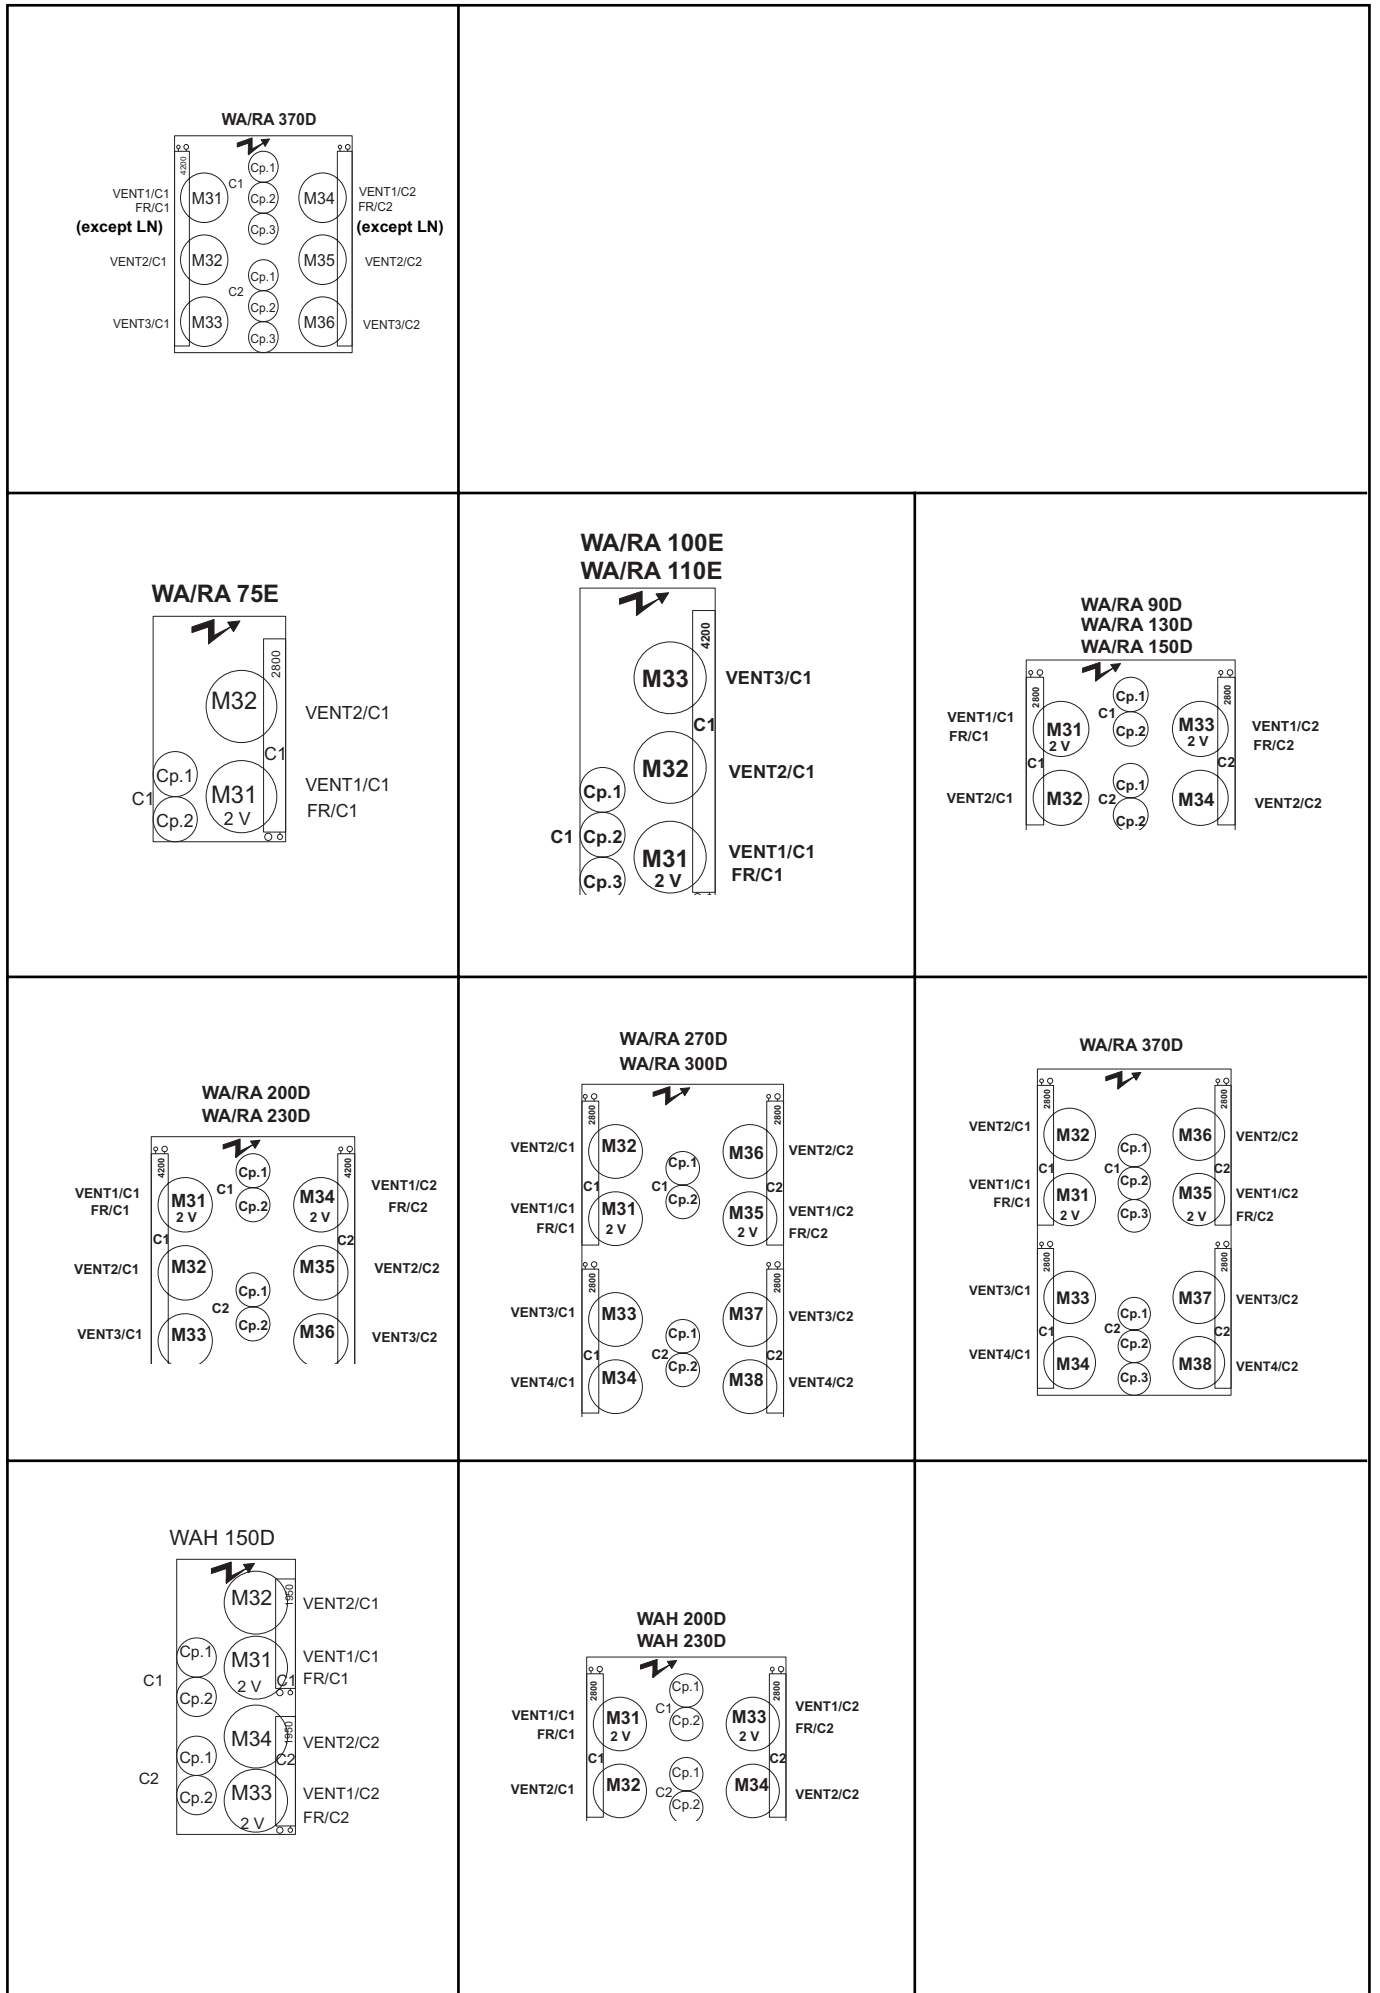 WA/RA 370D
4200
Cp.1
C1
VENT1/C1
FR/C1
(except LN)
M31
Cp.2
M34
VENT1/C2
FR/C2
(except LN)
Cp.3
VENT2/C1
M32
M35
VENT2/C2
Cp.1
C2
Cp.2
VENT3/C1
M33
M36
VENT3/C2
Cp.3
WA/RA 75E
2800
M32
VENT2/C1
C1
Cp.1
C1
M31
2 V
VENT1/C1
FR/C1
Cp.2
WA/RA 100E
WA/RA 110E
4200
M33
VENT3/C1
C1
M32
VENT2/C1
Cp.1
C1
Cp.2
M31
2 V
VENT1/C1
FR/C1
Cp.3
C1
WA/RA 90D
WA/RA 130D
WA/RA 150D
2800
2800
Cp.1
C1
VENT1/C1
FR/C1
M31
2 V
Cp.2
M33
2 V
VENT1/C2
FR/C2
C1
C2
Cp.1
VENT2/C1
M32
C2
M34
VENT2/C2
Cp.2
WA/RA 200D
WA/RA 230D
4200
4200
Cp.1
C1
VENT1/C1
FR/C1
M31
2 V
Cp.2
M34
2 V
VENT1/C2
FR/C2
C1
C2
VENT2/C1
M32
M35
VENT2/C2
Cp.1
C2
Cp.2
VENT3/C1
M33
M36
VENT3/C2
WA/RA 270D
WA/RA 300D
2800
2800
VENT2/C1
M32
Cp.1
M36
VENT2/C2
C1
C1
Cp.2
C2
VENT1/C1
FR/C1
M31
2 V
M35
2 V
VENT1/C2
FR/C2
2800
2800
VENT3/C1
M33
Cp.1
M37
VENT3/C2
C1
C2
Cp.2
C2
VENT4/C1
M34
M38
VENT4/C2
WA/RA 370D
2800
2800
VENT2/C1
M32
Cp.1
M36
VENT2/C2
C1
C1
Cp.2
C2
VENT1/C1
FR/C1
M31
2 V
Cp.3
M35
2 V
VENT1/C2
FR/C2
2800
2800
VENT3/C1
M33
Cp.1
M37
VENT3/C2
C1
C2
Cp.2
C2
VENT4/C1
M34
Cp.3
M38
VENT4/C2
WAH 150D
M32
1950
VENT2/C1
Cp.1
C1
M31
2 V
C1
VENT1/C1
FR/C1
Cp.2
M34
1950
VENT2/C2
Cp.1
C2
C2
Cp.2
M33
2 V
VENT1/C2
FR/C2
WAH 200D
WAH 230D
2800
2800
Cp.1
C1
VENT1/C1
FR/C1
M31
2 V
Cp.2
M33
2 V
VENT1/C2
FR/C2
C1
C2
Cp.1
VENT2/C1
M32
C2
Cp.2
M34
VENT2/C2